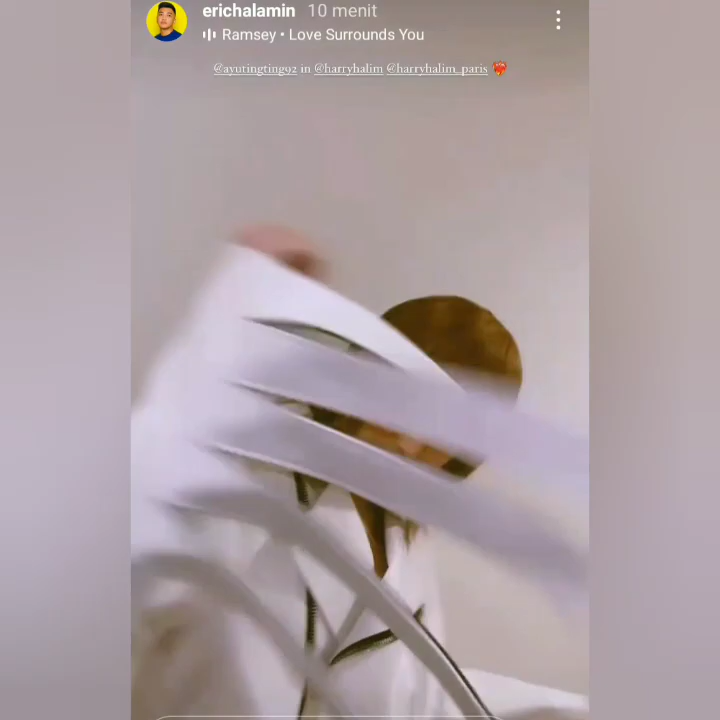 erichalamin 10 menit
Ramsey • Love Surrounds You
@ayutingting92 in @harryhalim @harryhalim_paris